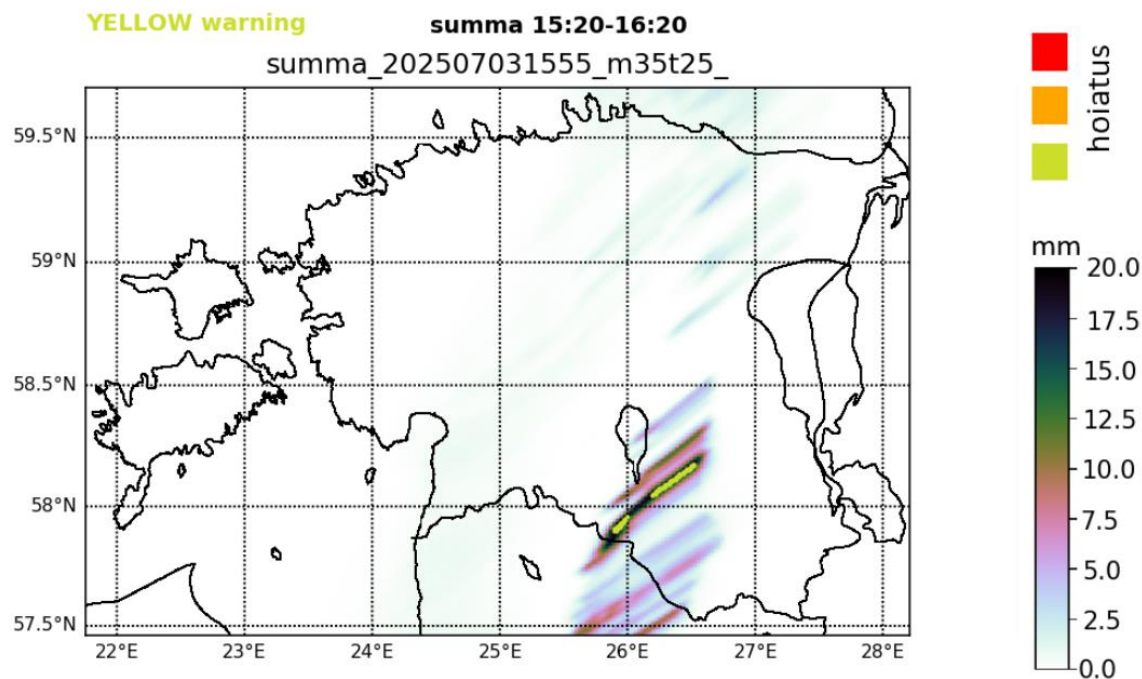 YELLOW warning
summa 15:20-16:20
summa_202507031555_m35t25_
hoiatus
59.5°N
59°N
58.5°N
58°N
57.5°N
22°E
23°E
24°E
25°E
26°E
27°E
28°E
mm
20.0
17.5
15.0
12.5
10.0
7.5
5.0
2.5
0.0